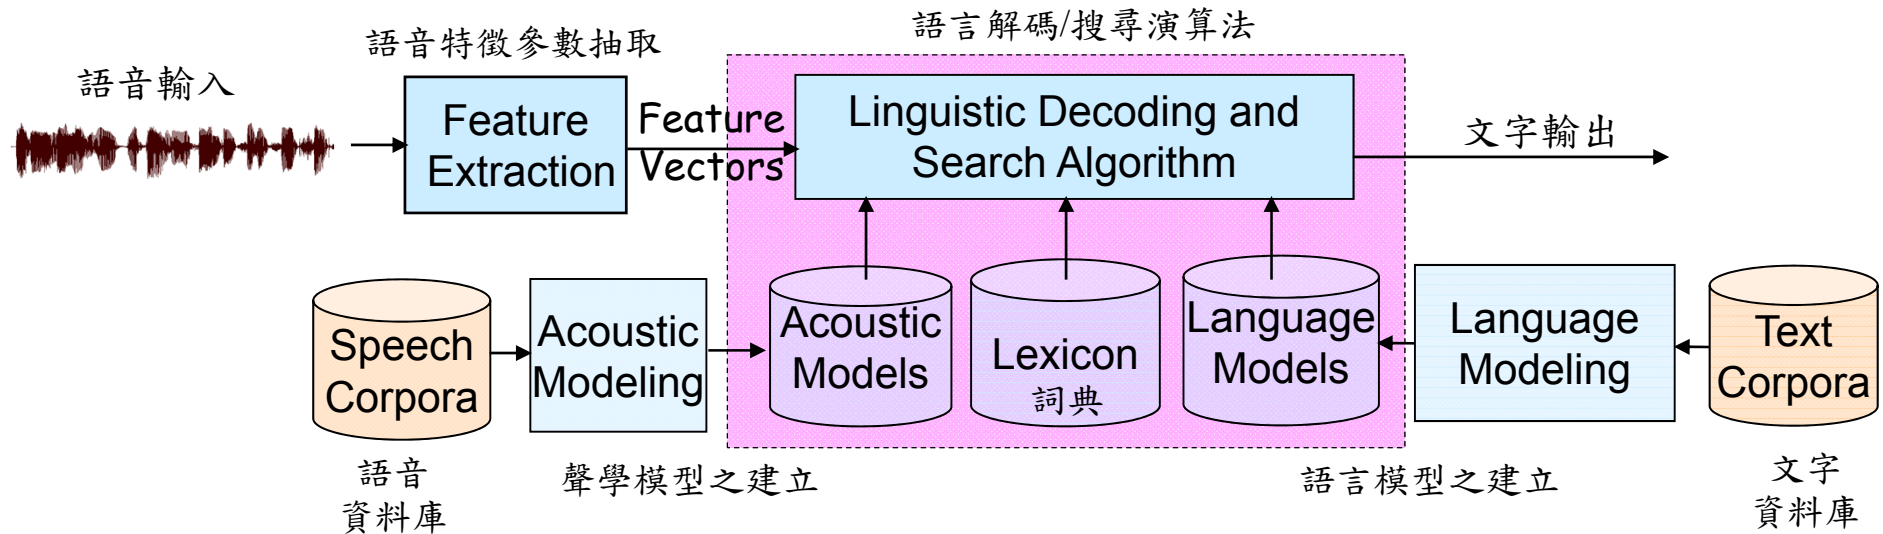 語言解碼/搜尋演算法
語音特徵參數抽取
語音輸入
Feature
Extraction
Feature
Vectors
Linguistic Decoding and
Search Algorithm
文字輸出
Speech
Corpora
Acoustic
Modeling
Acoustic
Models
Lexicon
詞典
Language
Models
Language
Modeling
Text
Corpora
語音
資料庫
聲學模型之建立
語言模型之建立
文字
資料庫